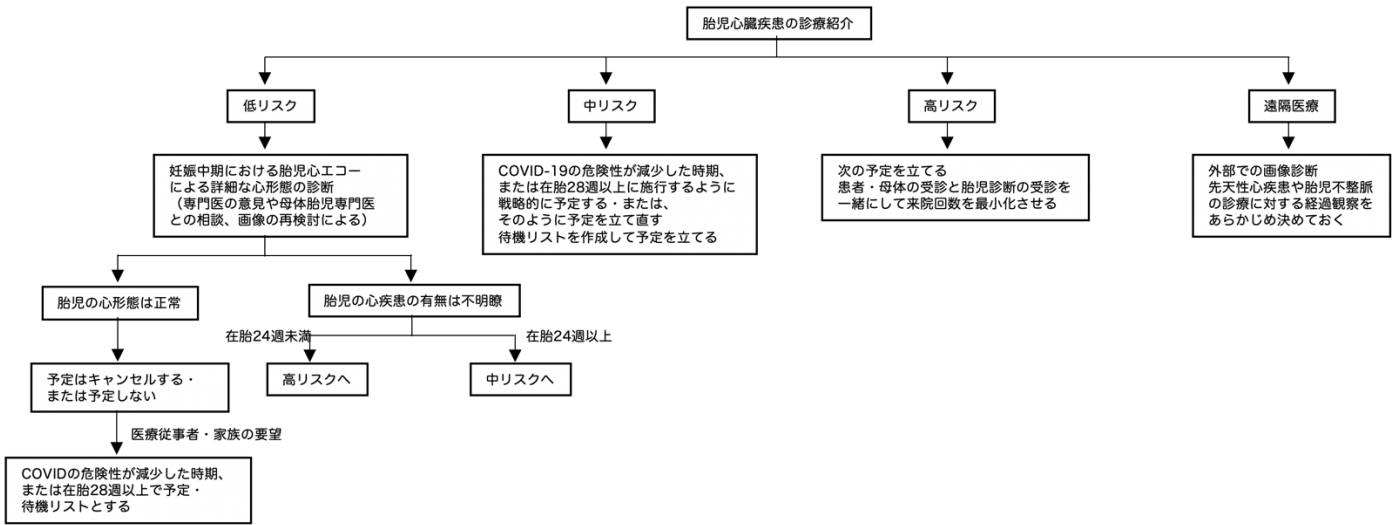 胎児心臓疾患の診療紹介
低リスク
中リスク
高リスク
遠隔医療
妊娠中期における胎児心エコー
による詳細な心形態の診断
（専門医の意見や母体胎児専門医
との相談、画像の再検討による）
COVID-19の危険性が減少した時期、
または在胎28週以上に施行するように
戦略的に予定する・または、
そのように予定を立て直す
待機リストを作成して予定を立てる
次の予定を立てる
患者・母体の受診と胎児診断の受診を
一緒にして来院回数を最小化させる
外部での画像診断
先天性心疾患や胎児不整脈
の診療に対する経過観察を
あらかじめ決めておく
胎児の心形態は正常
胎児の心疾患の有無は不明瞭
在胎24週未満
在胎24週以上
予定はキャンセルする・
または予定しない
高リスクへ
中リスクへ
医療従事者・家族の要望
COVIDの危険性が減少した時期、
または在胎28週以上で予定・
待機リストとする